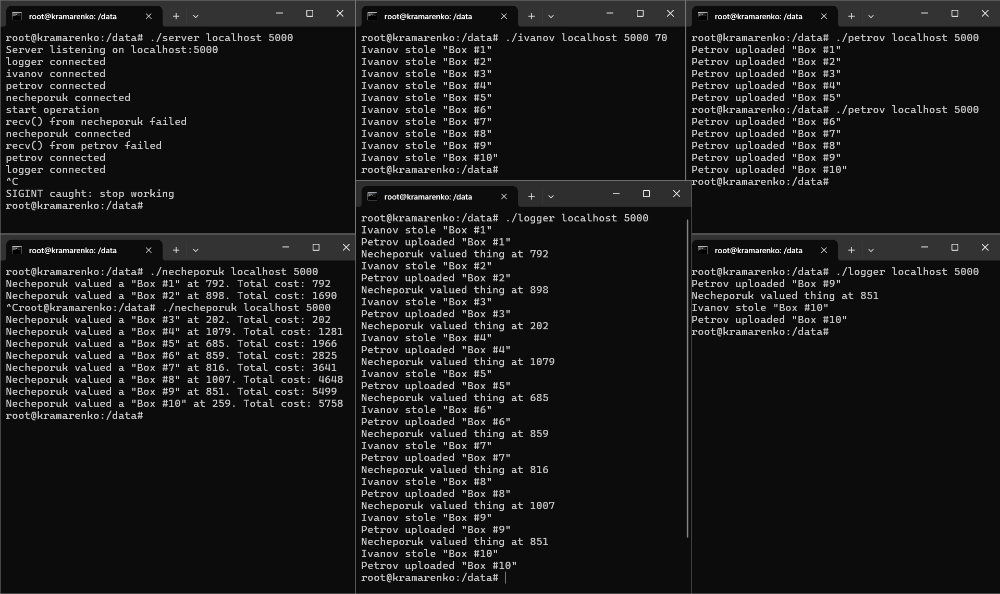 root@kramarenko: /data
root@kramarenko:/data# ./server localhost 5000
Server listening on localhost:5000
logger connected
ivanov connected
petrov connected
necheporuk connected
start operation
recv() from necheporuk failed
necheporuk connected
recv() from petrov failed
petrov connected
logger connected
^C
SIGINT caught: stop working
root@kramarenko:/data#
root@kramarenko: /data
root@kramarenko:/data# ./ivanov localhost 5000 70
Ivanov stole "Box #1"
Ivanov stole "Box #2"
Ivanov stole "Box #3"
Ivanov stole "Box #4"
Ivanov stole "Box #5"
Ivanov stole "Box #6"
Ivanov stole "Box #7"
Ivanov stole "Box #8"
Ivanov stole "Box #9"
Ivanov stole "Box #10"
root@kramarenko:/data#
root@kramarenko: /data
root@kramarenko:/data# ./petrov localhost 5000
Petrov uploaded "Box #1"
Petrov uploaded "Box #2"
Petrov uploaded "Box #3"
Petrov uploaded "Box #4"
Petrov uploaded "Box #5"
root@kramarenko:/data# ./petrov localhost 5000
Petrov uploaded "Box #6"
Petrov uploaded "Box #7"
Petrov uploaded "Box #8"
Petrov uploaded "Box #9"
Petrov uploaded "Box #10"
root@kramarenko:/data#
root@kramarenko: /data
root@kramarenko:/data# ./necheporuk localhost 5000
Necheporuk valued a "Box #1" at 792. Total cost: 792
Necheporuk valued a "Box #2" at 898. Total cost: 1690
^Croot@kramarenko:/data# ./necheporuk localhost 5000
Necheporuk valued a "Box #3" at 202. Total cost: 202
Necheporuk valued a "Box #4" at 1079. Total cost: 1281
Necheporuk valued a "Box #5" at 685. Total cost: 1966
Necheporuk valued a "Box #6" at 859. Total cost: 2825
Necheporuk valued a "Box #7" at 816. Total cost: 3641
Necheporuk valued a "Box #8" at 1007. Total cost: 4648
Necheporuk valued a "Box #9" at 851. Total cost: 5499
Necheporuk valued a "Box #10" at 259. Total cost: 5758
root@kramarenko:/data#
root@kramarenko: /data
root@kramarenko:/data# ./logger localhost 5000
Ivanov stole "Box #1"
Petrov uploaded "Box #1"
Necheporuk valued thing at 792
Ivanov stole "Box #2"
Petrov uploaded "Box #2"
Necheporuk valued thing at 898
Ivanov stole "Box #3"
Petrov uploaded "Box #3"
Necheporuk valued thing at 202
Ivanov stole "Box #4"
Petrov uploaded "Box #4"
Necheporuk valued thing at 1079
Ivanov stole "Box #5"
Petrov uploaded "Box #5"
Necheporuk valued thing at 685
Ivanov stole "Box #6"
Petrov uploaded "Box #6"
Necheporuk valued thing at 859
Ivanov stole "Box #7"
Petrov uploaded "Box #7"
Necheporuk valued thing at 816
Ivanov stole "Box #8"
Petrov uploaded "Box #8"
Necheporuk valued thing at 1007
Ivanov stole "Box #9"
Petrov uploaded "Box #9"
Necheporuk valued thing at 851
Ivanov stole "Box #10"
Petrov uploaded "Box #10"
root@kramarenko:/data#
root@kramarenko: /data
root@kramarenko:/data# ./logger localhost 5000
Petrov uploaded "Box #9"
Necheporuk valued thing at 851
Ivanov stole "Box #10"
Petrov uploaded "Box #10"
root@kramarenko:/data#